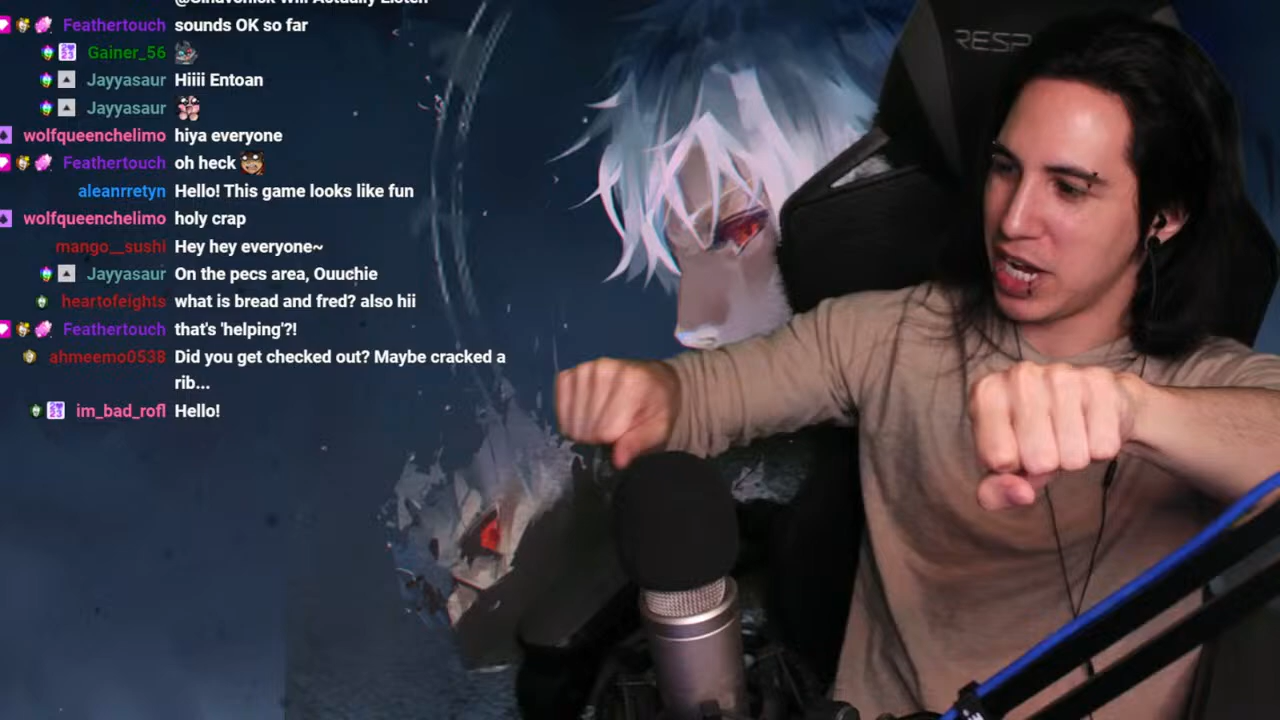 Feathertouch sounds OK so far
Gainer_56
Jayyasaur Hiiii Entoan
Jayyasaur
wolfqueenchelimo hiya everyone
Feathertouch oh heck
aleanrretyn Hello! This game looks like fun
wolfqueenchelimo holy crap
mango__sushi Hey hey everyone~
Jayyasaur On the pecs area, Ouuchie
heartofeights what is bread and fred? also hii
Feathertouch that's 'helping'?!
ahmeemo0538 Did you get checked out? Maybe cracked a
rib...
im_bad_rofl Hello!
RESP